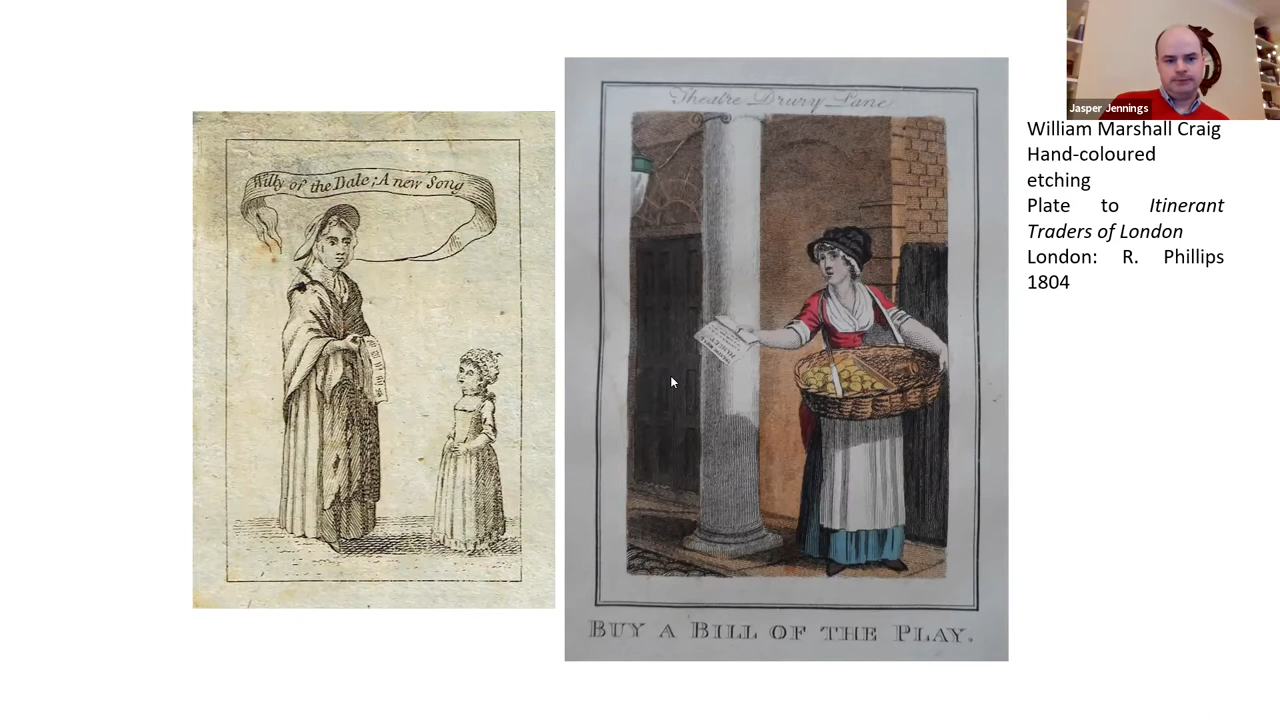 Willy of the Dale; A new Song
Theatre Drury Lane
BUY A BILL OF THE PLAY.
Jasper Jennings
William Marshall Craig
Hand-coloured
etching
Plate to Itinerant
Traders of London
London: R. Phillips
1804